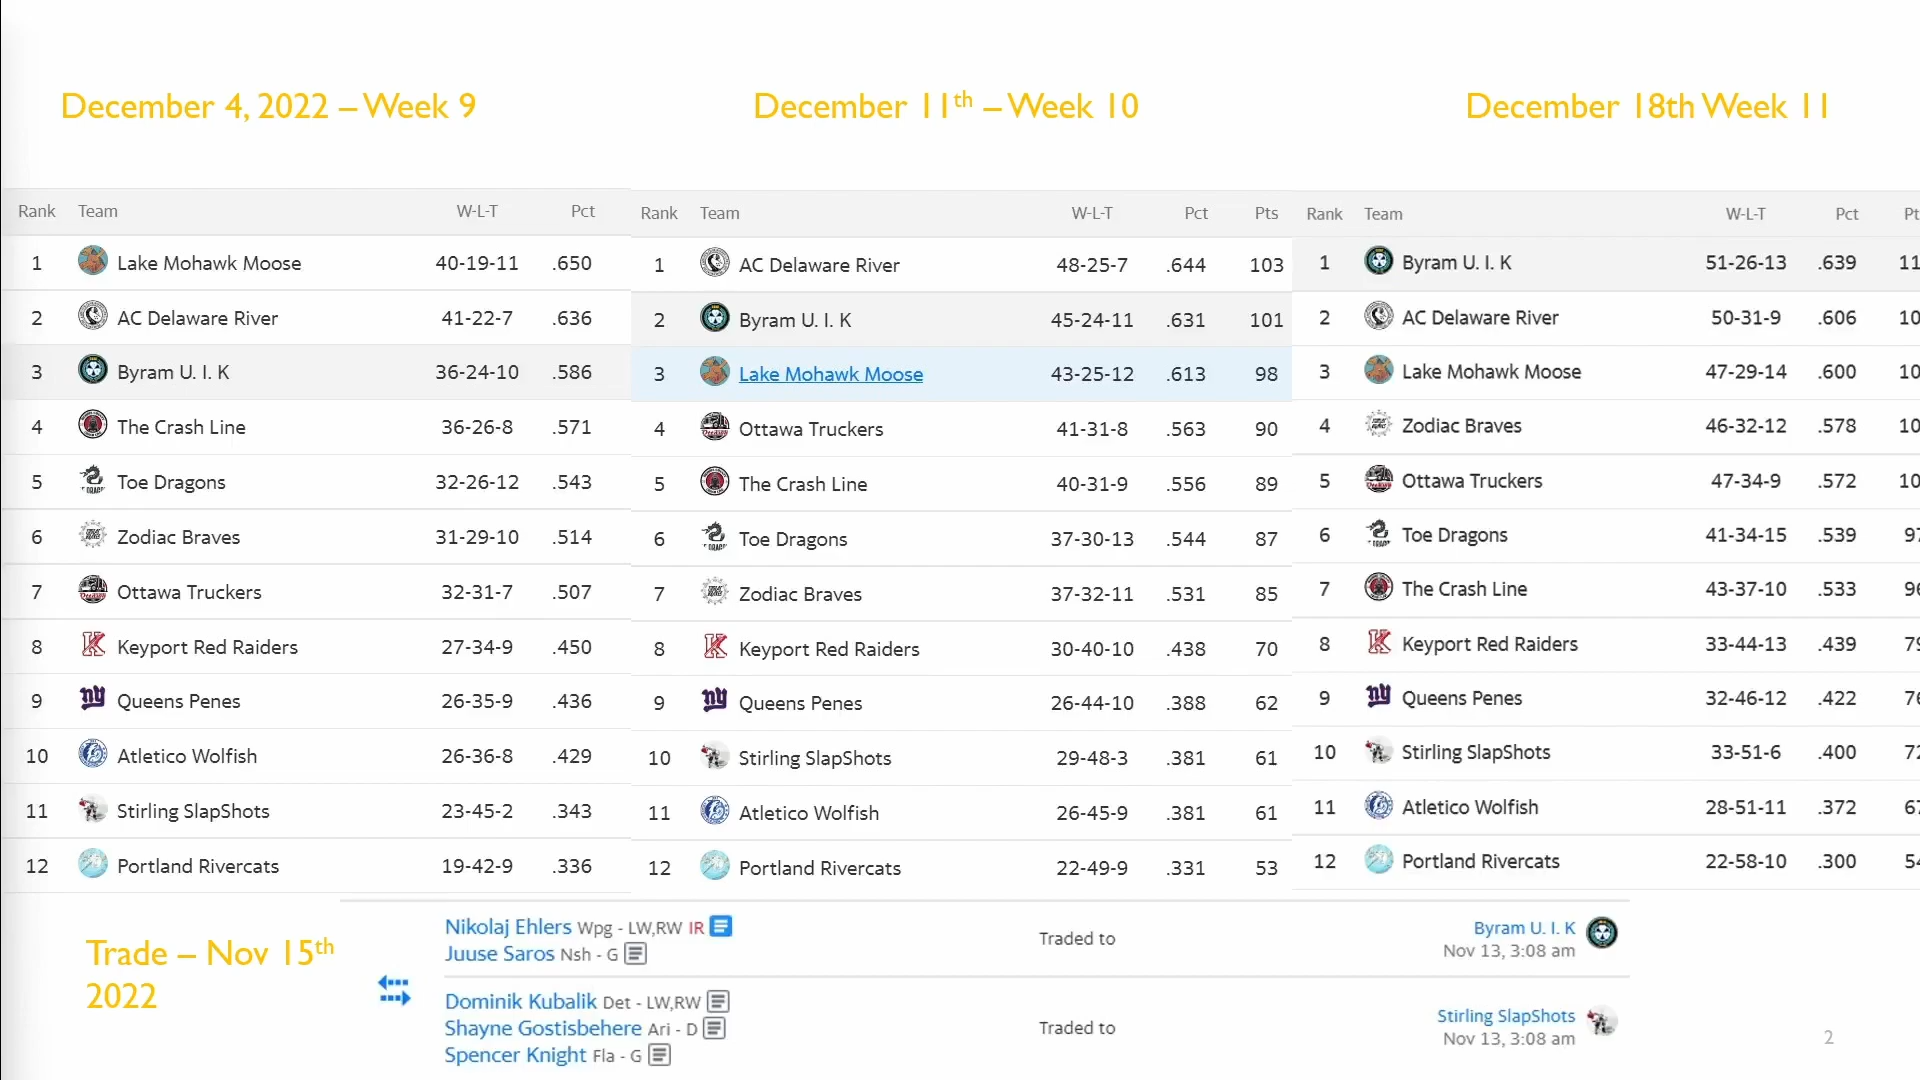 December 4, 2022 – Week 9
December 11th – Week 10
December 18th Week 11
Rank Team W-L-T Pct
1 Lake Mohawk Moose 40-19-11 .650
2 AC Delaware River 41-22-7 .636
3 Byram U. I. K 36-24-10 .586
4 The Crash Line 36-26-8 .571
5 Toe Dragons 32-26-12 .543
6 Zodiac Braves 31-29-10 .514
7 Ottawa Truckers 32-31-7 .507
8 Keyport Red Raiders 27-34-9 .450
9 Queens Penes 26-35-9 .436
10 Atletico Wolfish 26-36-8 .429
11 Stirling SlapShots 23-45-2 .343
12 Portland Rivercats 19-42-9 .336
Rank Team W-L-T Pct Pts
1 AC Delaware River 48-25-7 .644 103
2 Byram U. I. K 45-24-11 .631 101
3 Lake Mohawk Moose 43-25-12 .613 98
4 Ottawa Truckers 41-31-8 .563 90
5 The Crash Line 40-31-9 .556 89
6 Toe Dragons 37-30-13 .544 87
7 Zodiac Braves 37-32-11 .531 85
8 Keyport Red Raiders 30-40-10 .438 70
9 Queens Penes 26-44-10 .388 62
10 Stirling SlapShots 29-48-3 .381 61
11 Atletico Wolfish 26-45-9 .381 61
12 Portland Rivercats 22-49-9 .331 53
Rank Team W-L-T Pct
1 Byram U. I. K 51-26-13 .639
2 AC Delaware River 50-31-9 .606
3 Lake Mohawk Moose 47-29-14 .600
4 Zodiac Braves 46-32-12 .578
5 Ottawa Truckers 47-34-9 .572
6 Toe Dragons 41-34-15 .539
7 The Crash Line 43-37-10 .533
8 Keyport Red Raiders 33-44-13 .439
9 Queens Penes 32-46-12 .422
10 Stirling SlapShots 33-51-6 .400
11 Atletico Wolfish 28-51-11 .372
12 Portland Rivercats 22-58-10 .300
Trade – Nov 15th
2022
Nikolaj Ehlers Wpg - LW,RW IR
Juuse Saros Nsh - G
Traded to
Byram U. I. K
Nov 13, 3:08 am
Dominik Kubalik Det - LW,RW
Shayne Gostisbehere Ari - D
Spencer Knight Fla - G
Traded to
Stirling SlapShots
Nov 13, 3:08 am
2